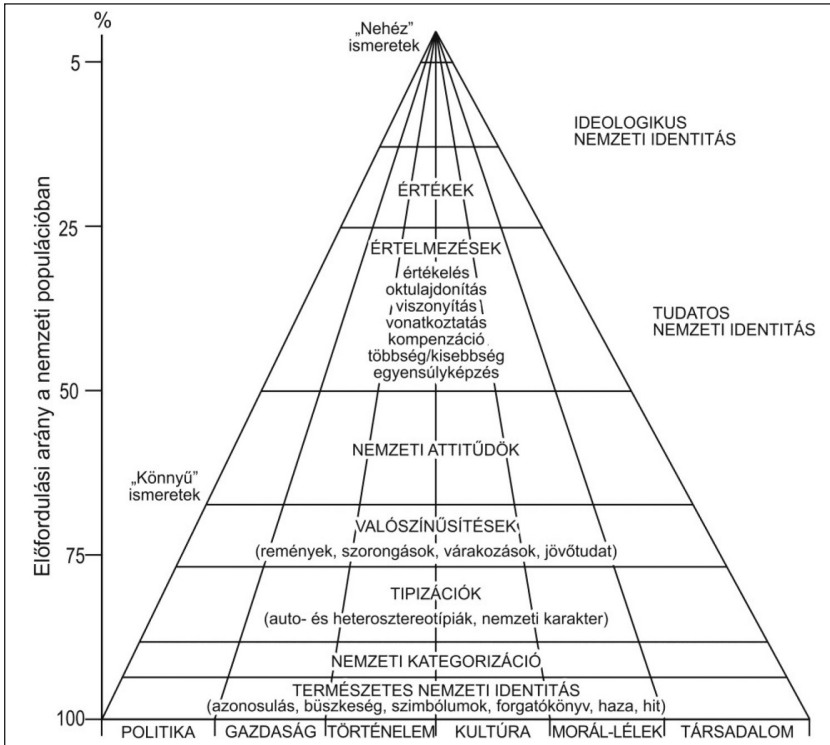 %
„Nehéz”
ismeretek
5
IDEOLOGIKUS
NEMZETI IDENTITÁS
ÉRTÉKEK
25
ÉRTELMEZÉSEK
értékelés
oktulajdonítás
viszonyítás
vonatkoztatás
kompenzáció
többség/kisebbség
egyensúlyképzés
TUDATOS
NEMZETI IDENTITÁS
50
Előfordulási arány a nemzeti populációban
NEMZETI ATTITŰDÖK
„Könnyű”
ismeretek
VALÓSZÍNŰSÍTÉSEK
(remények, szorongások, várakozások, jövőtudat)
75
TIPIZÁCIÓK
(auto- és heterosztereotípiák, nemzeti karakter)
NEMZETI KATEGORIZÁCIÓ
TERMÉSZETES NEMZETI IDENTITÁS
(azonosulás, büszkeség, szimbólumok, forgatókönyv, haza, hit)
100
POLITIKA GAZDASÁG TÖRTÉNELEM KULTÚRA MORÁL-LÉLEK TÁRSADALOM